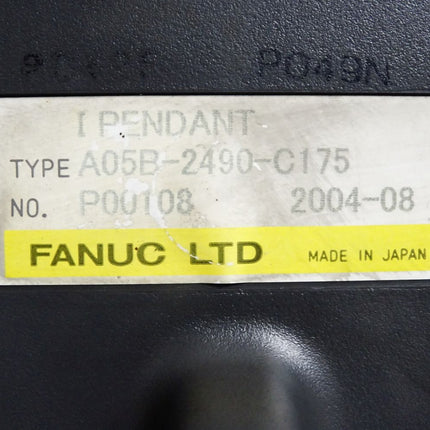 P049N
I PENDANT
TYPE A05B-2490-C175
NO. P00108 2004-08
FANUC LTD MADE IN JAPAN